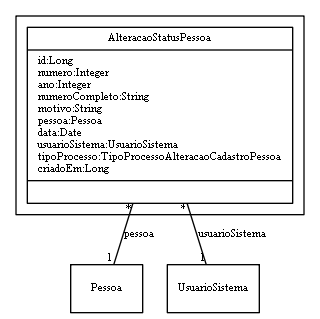 AlteracaoStatusPessoa
id:Long
numero:Integer
ano:Integer
numeroCompleto:String
motivo:String
pessoa:Pessoa
data:Date
usuarioSistema:UsuarioSistema
tipoProcesso:TipoProcessoAlteracaoCadastroPessoa
criadoEm:Long
* *
pessoa usuarioSistema
1 1
Pessoa UsuarioSistema